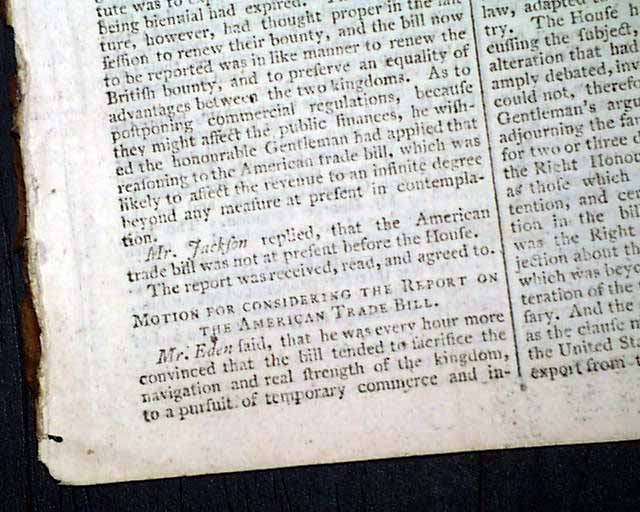 tute was to
being biennial had expired.
ture, however, had thought proper in the last
session to renew their bounty, and the bill now
to be reported was in like manner to renew the
British bounty, and to preserve an equality of
advantages between the two kingdoms. As to
postponing commercial regulations, because
they might affect the public finances, he wish-
ed the honourable Gentleman had applied that
reasoning to the American trade bill, which was
likely to affect the revenue to an infinite degree
beyond any measure at present in contempla-
tion.
Mr. Jackson replied, that the American
trade bill was not at present before the House.
The report was received, read, and agreed to.
MOTION FOR CONSIDERING THE REPORT ON
THE AMERICAN TRADE BILL.
Mr. Eden said, that he was every hour more
convinced that the bill tended to sacrifice the
navigation and real strength of the kingdom,
to a pursuit of temporary commerce and in-
law, adapted
try. The House
cussing the subject,
alteration that had
amply debated, inv
could not, theref
Gentleman's arg
adjourning the far
for two or three
the Right Honor
as those which
tention, and cer
tion in the bil
was the Right
jection about th
which was bey
teration of the
sary. And the
as the clause
the United Sta
export from